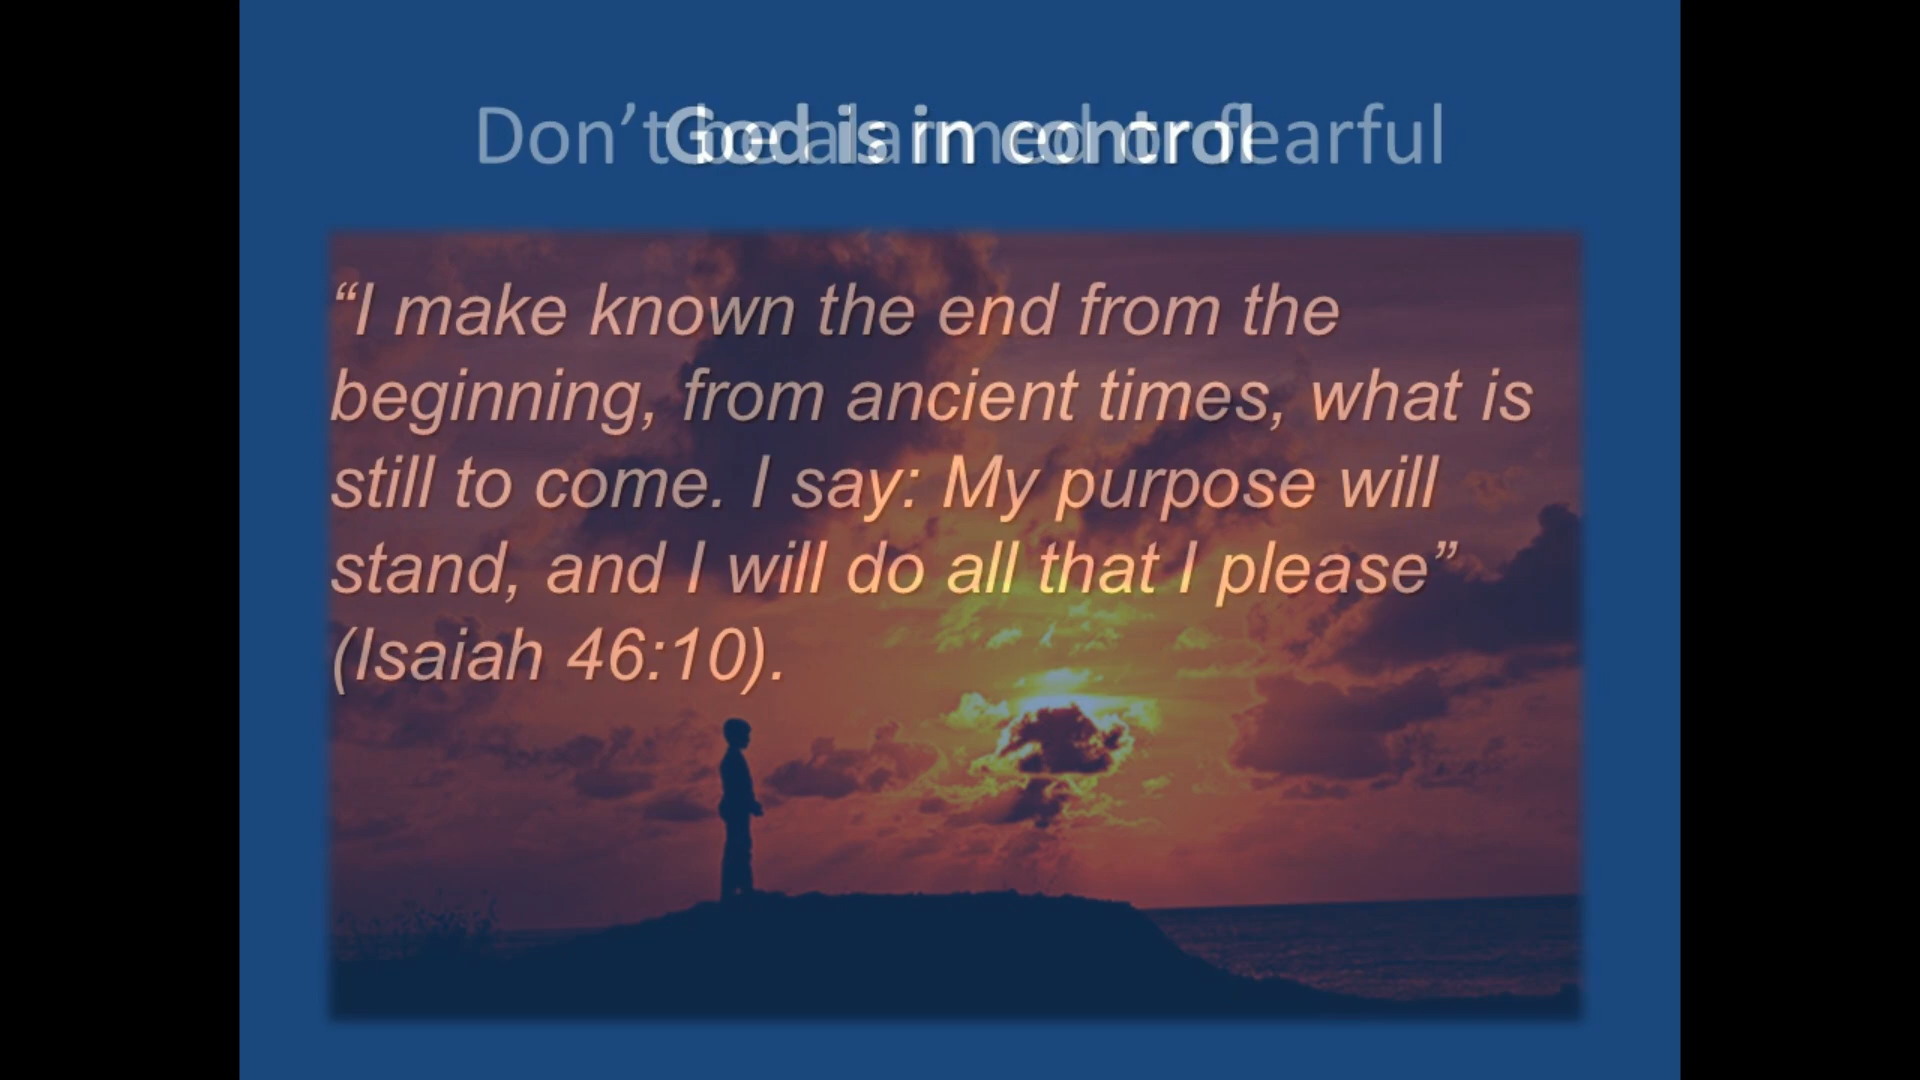 Don’t be alarmed or fearful
God is in control
“I make known the end from the
beginning, from ancient times, what is
still to come. I say: My purpose will
stand, and I will do all that I please”
(Isaiah 46:10).